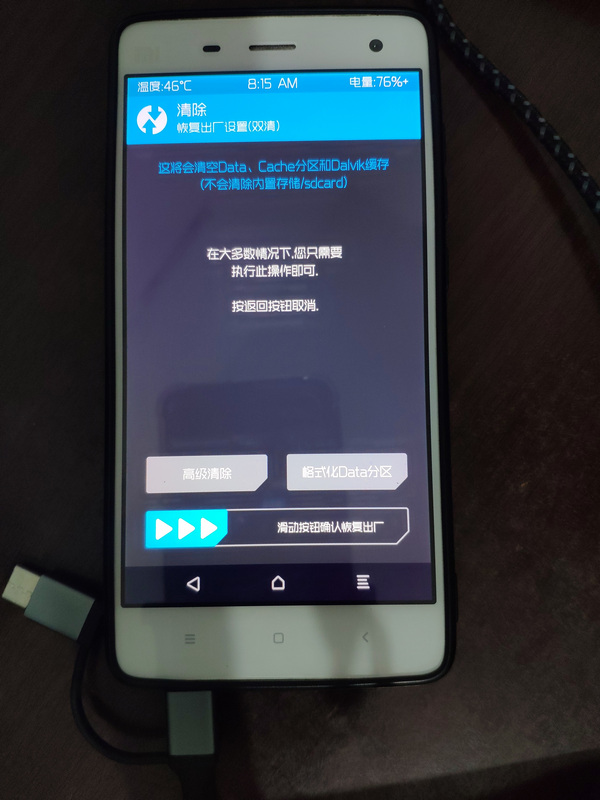 温度:46°C 8:15 AM 电量:76%+
清除
恢复出厂设置(双清)
这将会清空Data、Cache分区和Dalvik缓存
(不会清除内置存储/sdcard)
在大多数情况下,您只需要
执行此操作即可.
按返回按钮取消.
高级清除 格式化Data分区
滑动按钮确认恢复出厂